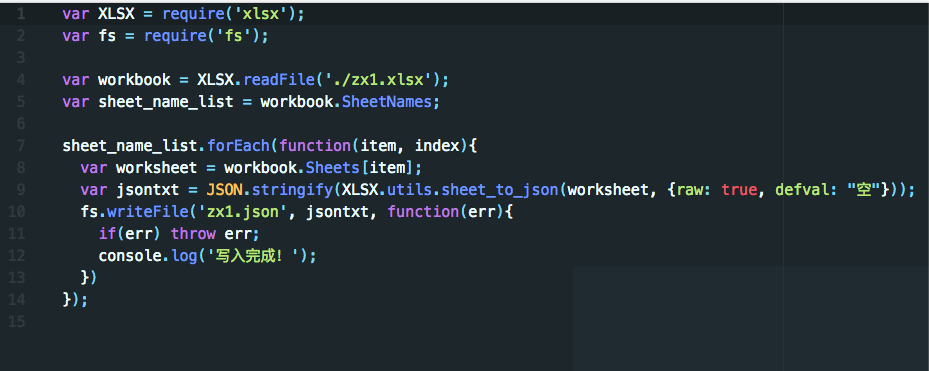 1 var XLSX = require('xlsx');
2 var fs = require('fs');
3
4 var workbook = XLSX.readFile('./zx1.xlsx');
5 var sheet_name_list = workbook.SheetNames;
6
7 sheet_name_list.forEach(function(item, index){
8 var worksheet = workbook.Sheets[item];
9 var jsontxt = JSON.stringify(XLSX.utils.sheet_to_json(worksheet, {raw: true, defval: "空"}));
10 fs.writeFile('zx1.json', jsontxt, function(err){
11 if(err) throw err;
12 console.log('写入完成！');
13 })
14 });
15